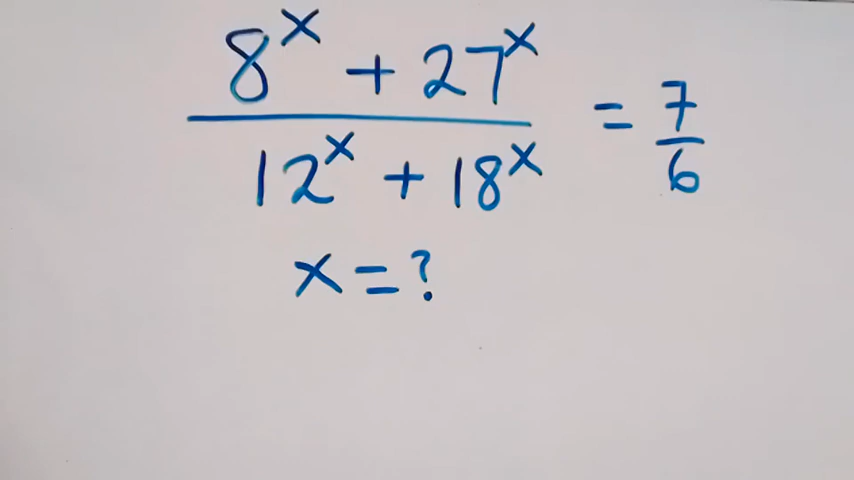 8^x + 27^x / 12^x + 18^x = 7/6
x = ?